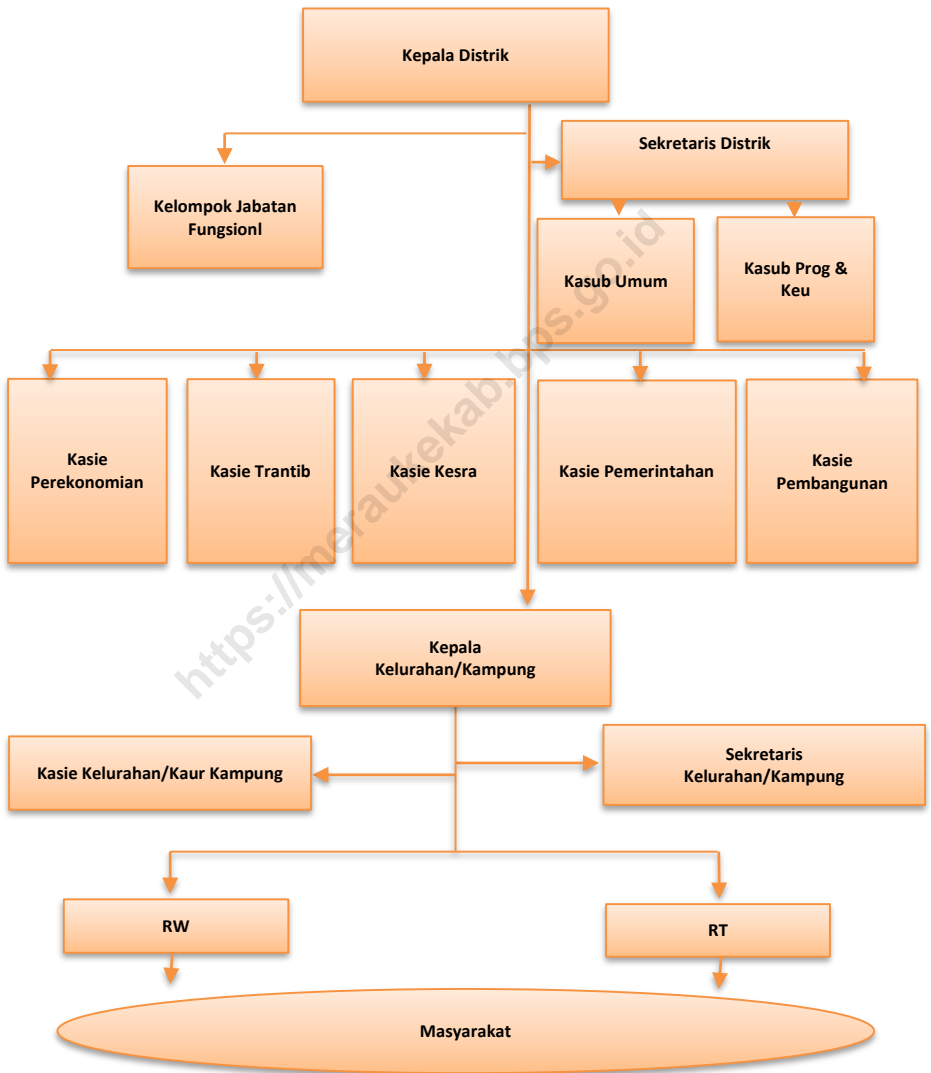 Kepala Distrik
Sekretaris Distrik
Kelompok Jabatan
Fungsionl
Kasub Umum
Kasub Prog &
Keu
Kasie
Perekonomian
Kasie Trantib
Kasie Kesra
Kasie Pemerintahan
Kasie
Pembangunan
Kepala
Kelurahan/Kampung
Kasie Kelurahan/Kaur Kampung
Sekretaris
Kelurahan/Kampung
RW
RT
Masyarakat
https://meraukekab.bps.go.id